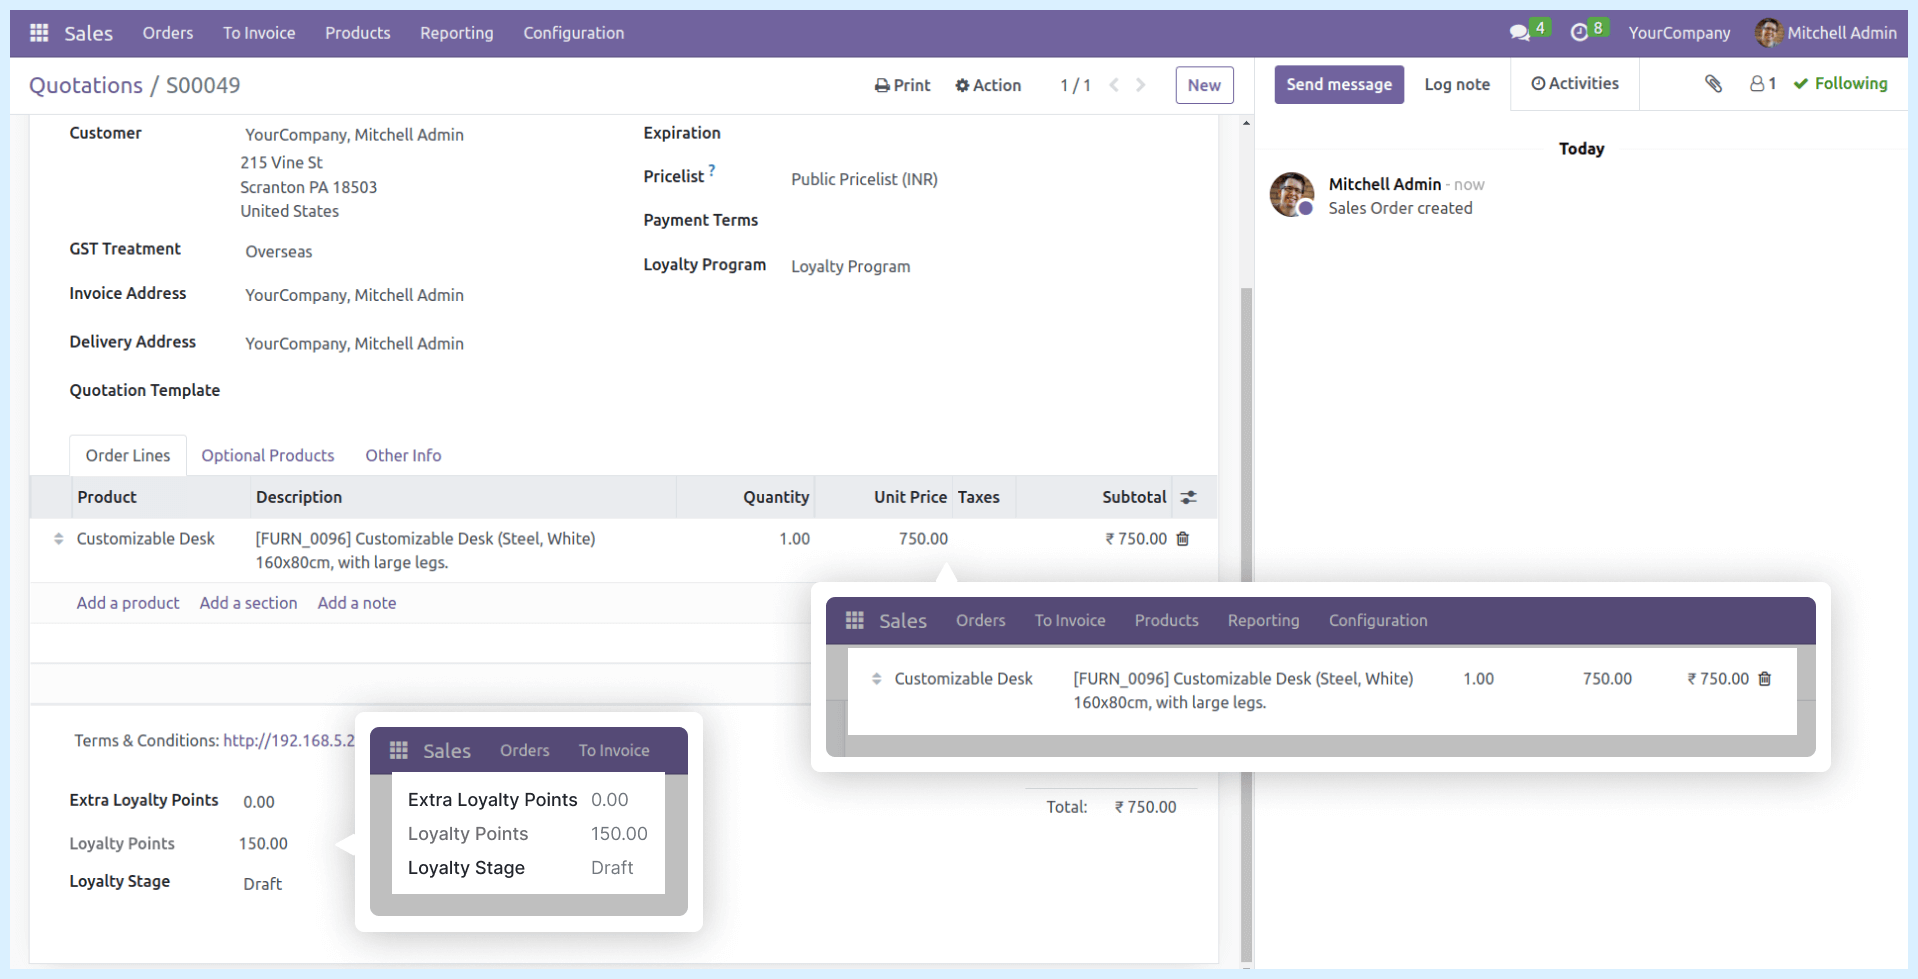 Sales Orders To Invoice Products Reporting Configuration 4 8 YourCompany Mitchell Admin
Quotations / S00049 Print Action 1 / 1 New
Send message Log note Activities 1 Following
Customer YourCompany, Mitchell Admin
215 Vine St
Scranton PA 18503
United States
GST Treatment Overseas
Invoice Address YourCompany, Mitchell Admin
Delivery Address YourCompany, Mitchell Admin
Quotation Template
Expiration
Pricelist ? Public Pricelist (INR)
Payment Terms
Loyalty Program Loyalty Program
Today
Mitchell Admin - now
Sales Order created
Order Lines Optional Products Other Info
Product Description Quantity Unit Price Taxes Subtotal
Customizable Desk [FURN_0096] Customizable Desk (Steel, White) 1.00 750.00 ₹ 750.00
160x80cm, with large legs.
Add a product Add a section Add a note
Sales Orders To Invoice Products Reporting Configuration
Customizable Desk [FURN_0096] Customizable Desk (Steel, White) 1.00 750.00 ₹ 750.00
160x80cm, with large legs.
Terms & Conditions: http://192.168.5.2
Extra Loyalty Points 0.00
Loyalty Points 150.00
Loyalty Stage Draft
Sales Orders To Invoice
Extra Loyalty Points 0.00
Loyalty Points 150.00
Loyalty Stage Draft
Total: ₹ 750.00